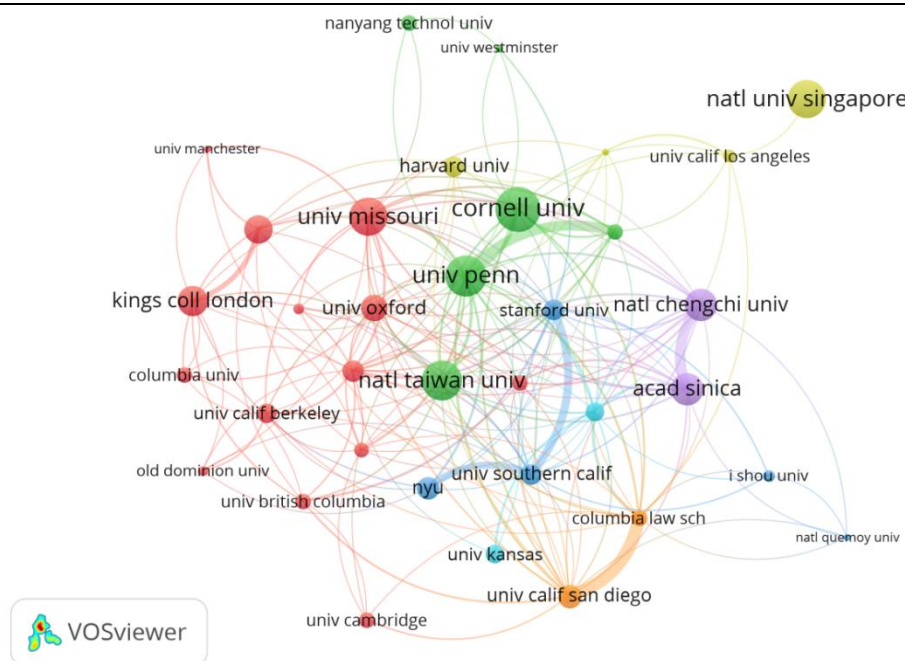 nanyang technol univ
univ westminster
natl univ singapore
univ manchester
harvard univ
univ calif los angeles
univ missouri
cornell univ
univ penn
kings coll london
univ oxford
stanford univ
natl chengchi univ
columbia univ
natl taiwan univ
acad sinica
univ calif berkeley
old dominion univ
univ british columbia
nyu
univ southern calif
i shou univ
columbia law sch
natl quemoy univ
univ kansas
univ calif san diego
univ cambridge
VOSviewer